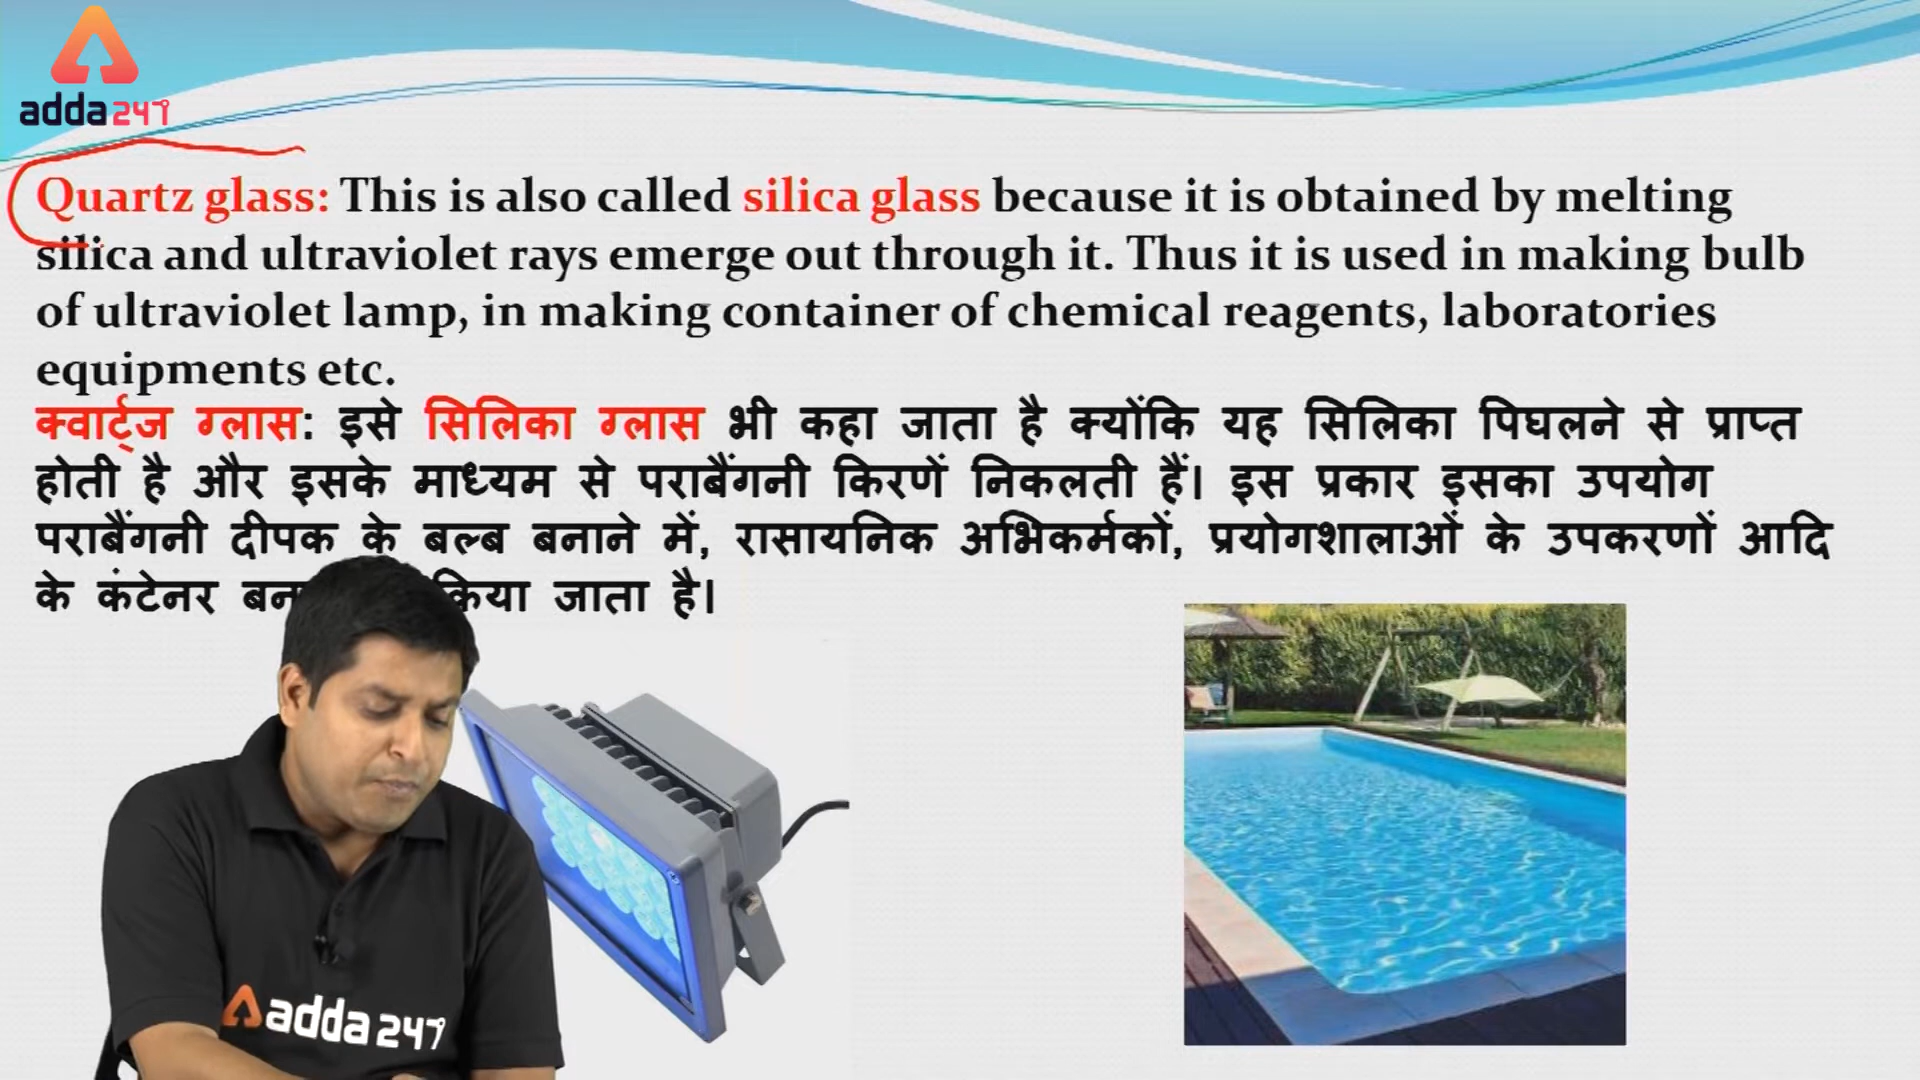 adda247
Quartz glass: This is also called silica glass because it is obtained by melting
silica and ultraviolet rays emerge out through it. Thus it is used in making bulb
of ultraviolet lamp, in making container of chemical reagents, laboratories
equipments etc.
क्वार्ट्ज ग्लास: इसे सिलिका ग्लास भी कहा जाता है क्योंकि यह सिलिका पिघलने से प्राप्त
होती है और इसके माध्यम से पराबैंगनी किरणें निकलती हैं। इस प्रकार इसका उपयोग
पराबैंगनी दीपक के बल्ब बनाने में, रासायनिक अभिकर्मकों, प्रयोगशालाओं के उपकरणों आदि
के कंटेनर किया जाता है।
adda247